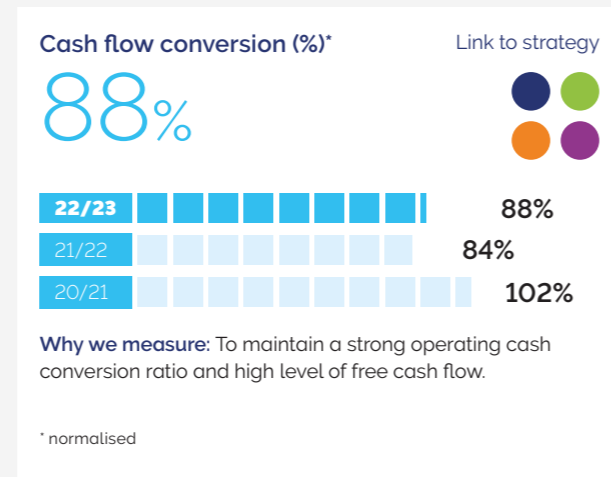 Cash flow conversion (%)*
Link to strategy
88%
22/23 88%
21/22 84%
20/21 102%
Why we measure: To maintain a strong operating cash
conversion ratio and high level of free cash flow.
* normalised